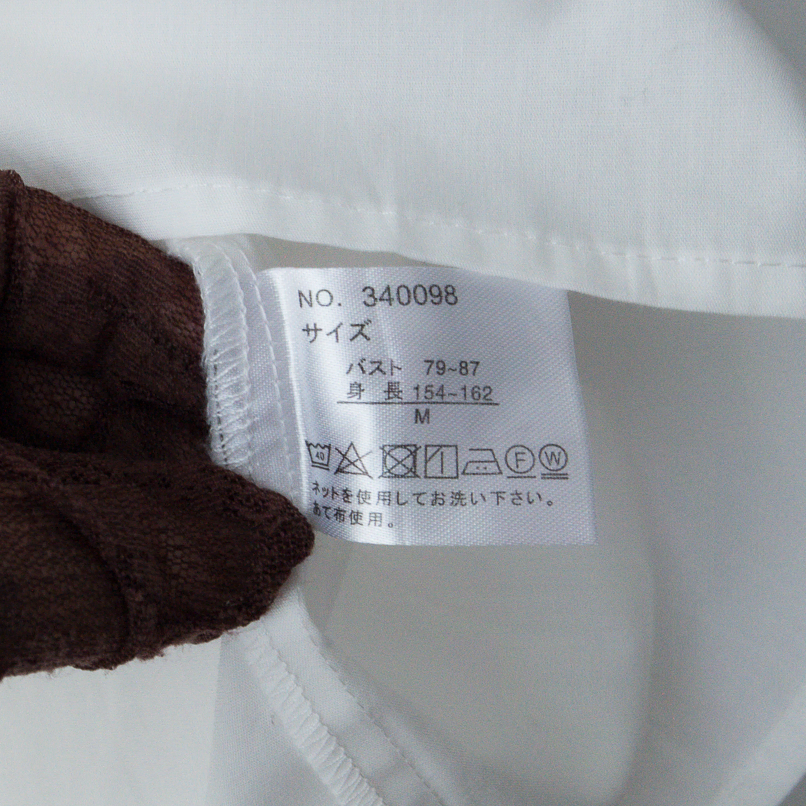 NO. 340098
サイズ
バスト 79~87
身 長 154~162
M
40 F W
ネットを使用してお洗い下さい。
あて布使用。